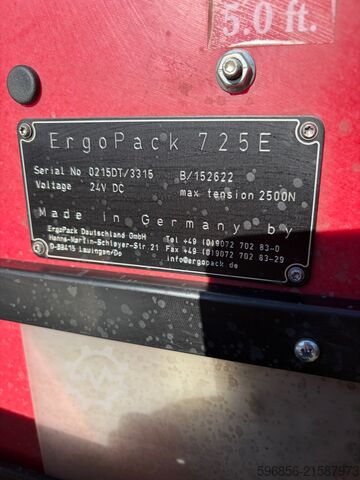 5.0 ft.
ErgoPack 725E
Serial No 0215DT/3315 B/152622
Voltage 24V DC max tension 2500N
Made in Germany by
ErgoPack Deutschland GmbH Tel +49 (0)9072 702 83-0
Hanns-Martin-Schleyer-Str. 21 Fax +49 (0)9072 702 83-29
D-89415 Lauingen/Do info@ergopack.de
596856-21587973